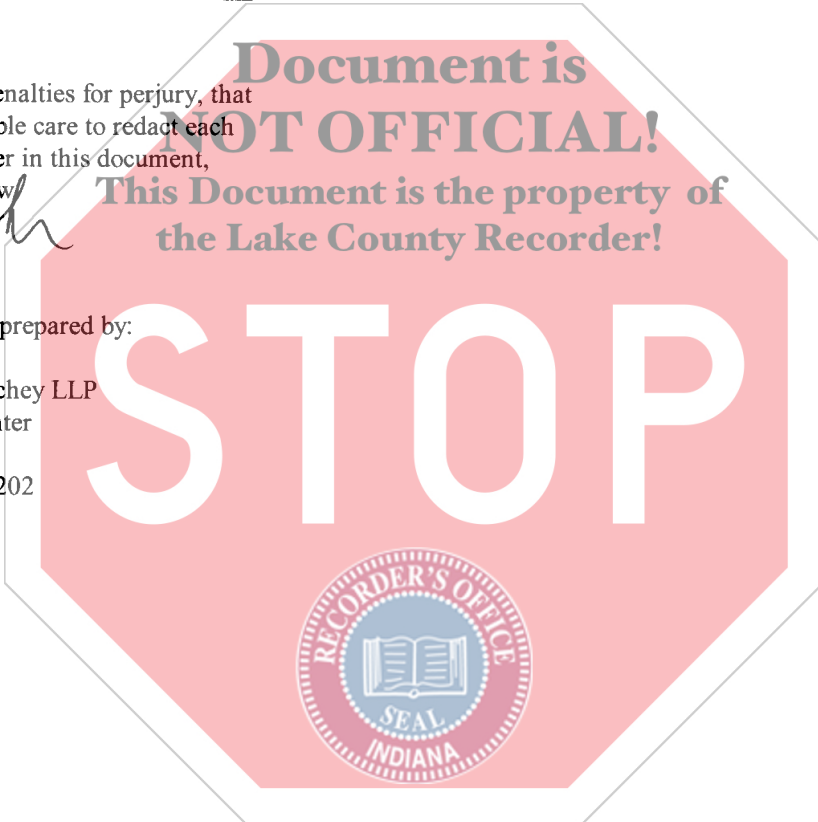 Document is
enalties for perjury, that
ble care to redact each
NOT OFFICIAL!
er in this document,
w
This Document is the property of
the Lake County Recorder!
prepared by:
STOP
chey LLP
nter
202
RECORDER'S OFFICE
SEAL
INDIANA